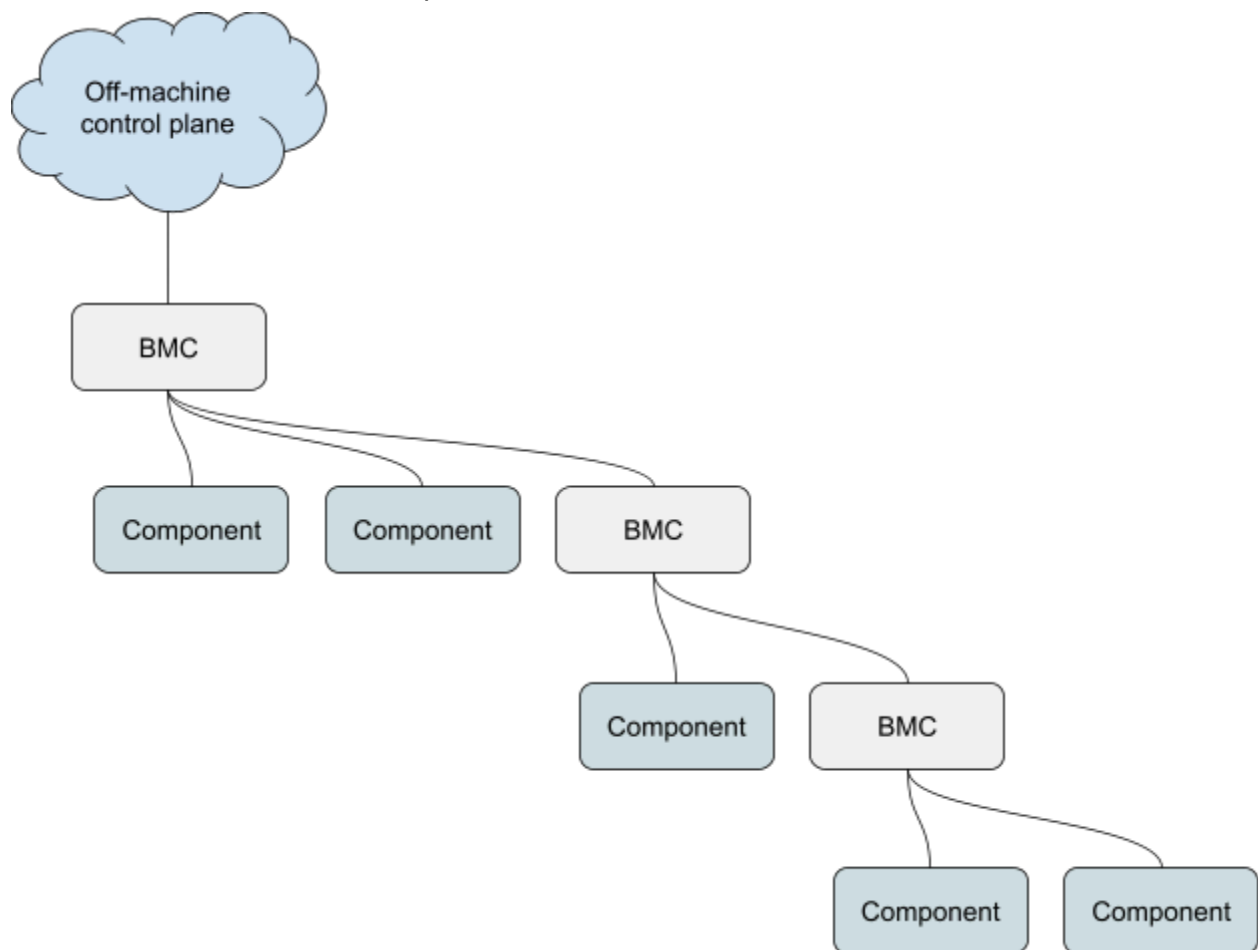 Off-machine
control plane
BMC
Component
Component
BMC
Component
BMC
Component
Component